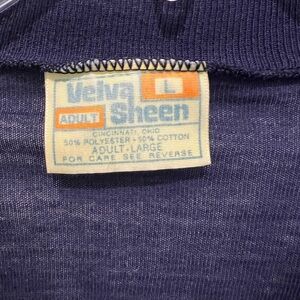 Velva L
ADULT Sheen
CINCINNATI, OHIO
50% POLYESTER - 50% COTTON
ADULT-LARGE
FOR CARE SEE REVERSE